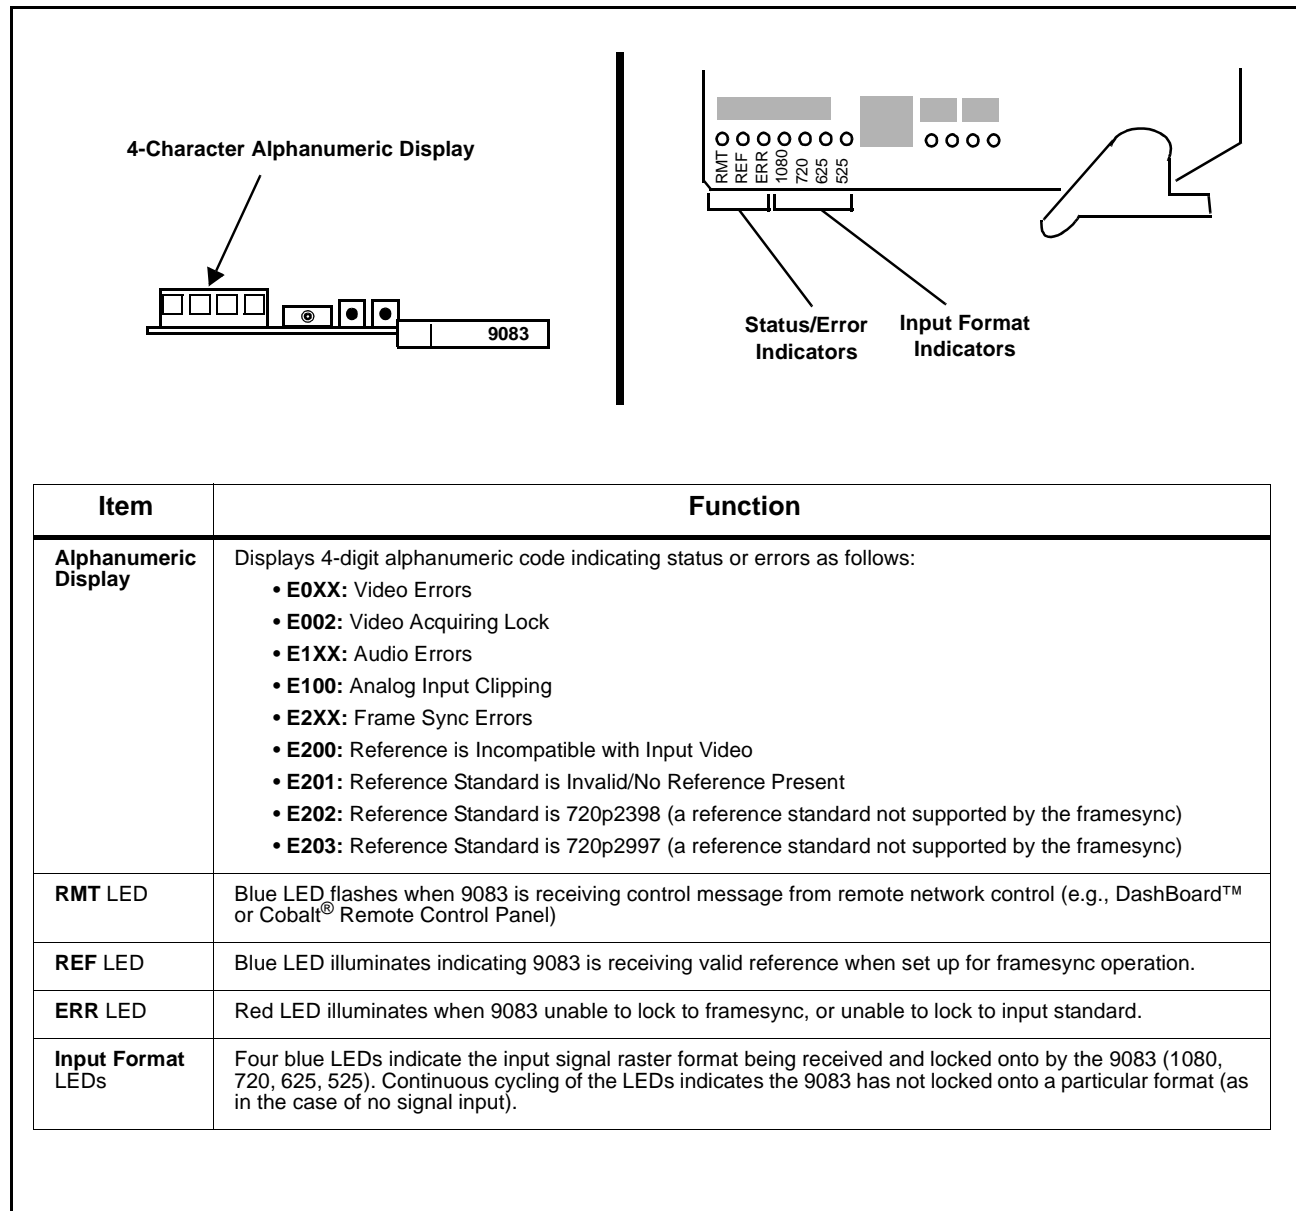 4-Character Alphanumeric Display
9083
RMT
REF
ERR
1080
720
625
525
Status/Error
Indicators
Input Format
Indicators
Item
Function
Alphanumeric
Display
Displays 4-digit alphanumeric code indicating status or errors as follows:
• E0XX: Video Errors
• E002: Video Acquiring Lock
• E1XX: Audio Errors
• E100: Analog Input Clipping
• E2XX: Frame Sync Errors
• E200: Reference is Incompatible with Input Video
• E201: Reference Standard is Invalid/No Reference Present
• E202: Reference Standard is 720p2398 (a reference standard not supported by the framesync)
• E203: Reference Standard is 720p2997 (a reference standard not supported by the framesync)
RMT LED
Blue LED flashes when 9083 is receiving control message from remote network control (e.g., DashBoard™
or Cobalt® Remote Control Panel)
REF LED
Blue LED illuminates indicating 9083 is receiving valid reference when set up for framesync operation.
ERR LED
Red LED illuminates when 9083 unable to lock to framesync, or unable to lock to input standard.
Input Format
LEDs
Four blue LEDs indicate the input signal raster format being received and locked onto by the 9083 (1080,
720, 625, 525). Continuous cycling of the LEDs indicates the 9083 has not locked onto a particular format (as
in the case of no signal input).